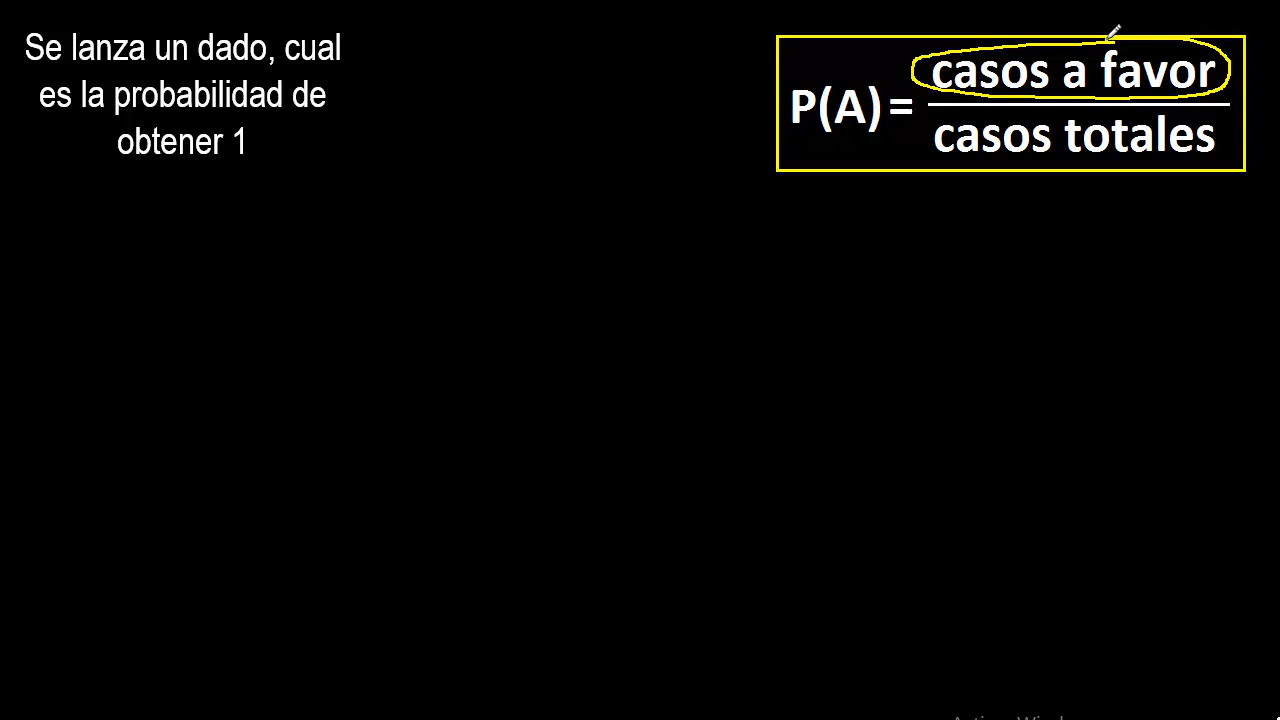 Se lanza un dado, cual
es la probabilidad de
obtener 1
casos a favor
P(A) =
casos totales